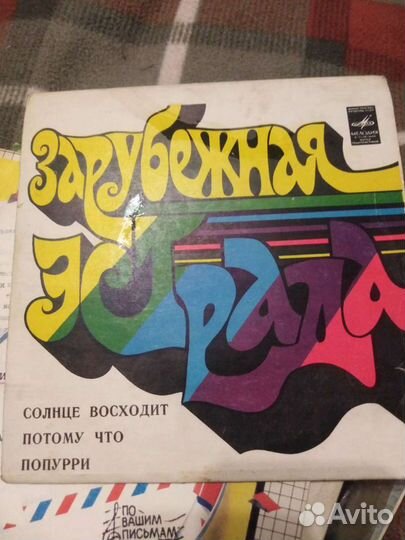 МЕЛОДИЯ
ЗАРУБЕЖНАЯ
ЭСТРАДА
СОЛНЦЕ ВОСХОДИТ
ПОТОМУ ЧТО
ПОПУРРИ
ПО
ВАШИМ
ПИСЬМАМ
Avito